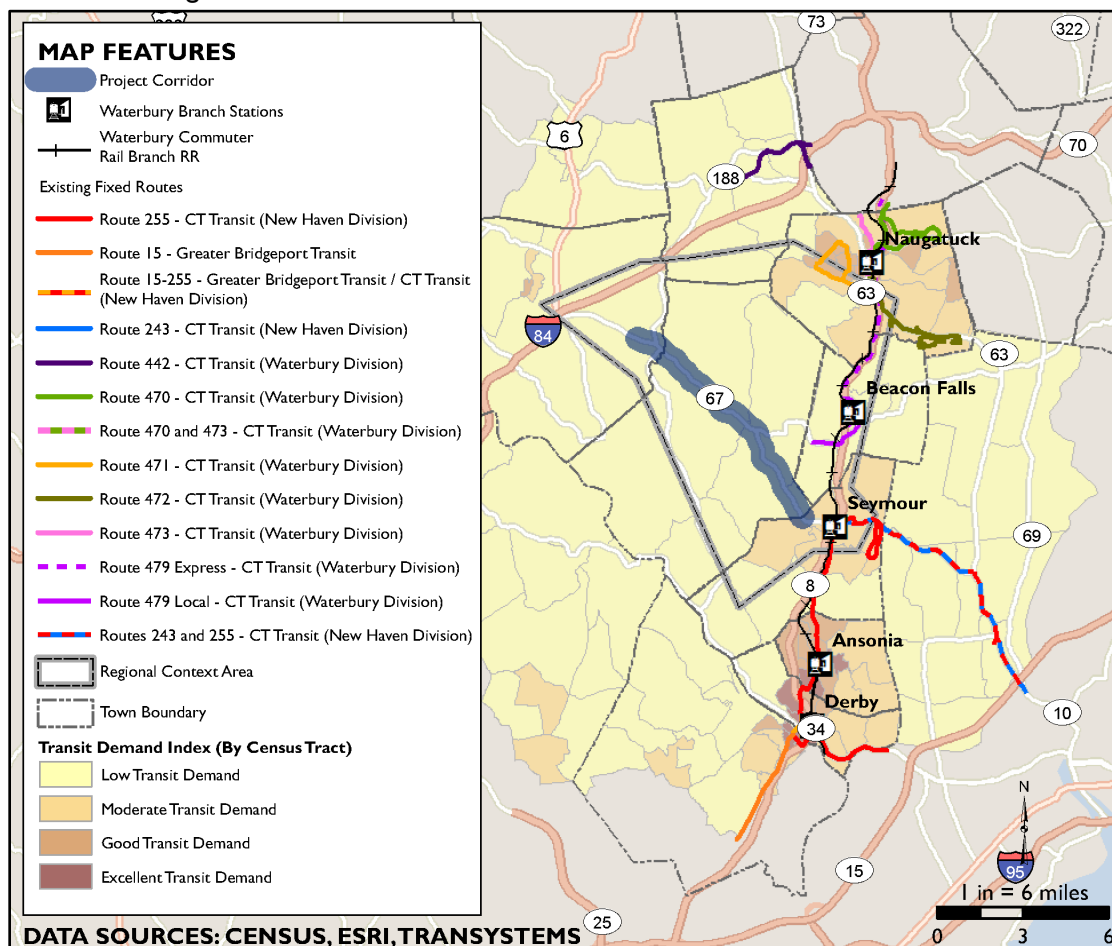 MAP FEATURES
Project Corridor
Waterbury Branch Stations
Waterbury Commuter
Rail Branch RR
Existing Fixed Routes
Route 255 - CT Transit (New Haven Division)
Route 15 - Greater Bridgeport Transit
Route 15-255 - Greater Bridgeport Transit / CT Transit
(New Haven Division)
Route 243 - CT Transit (New Haven Division)
Route 442 - CT Transit (Waterbury Division)
Route 470 - CT Transit (Waterbury Division)
Route 470 and 473 - CT Transit (Waterbury Division)
Route 471 - CT Transit (Waterbury Division)
Route 472 - CT Transit (Waterbury Division)
Route 473 - CT Transit (Waterbury Division)
Route 479 Express - CT Transit (Waterbury Division)
Route 479 Local - CT Transit (Waterbury Division)
Routes 243 and 255 - CT Transit (New Haven Division)
Regional Context Area
Town Boundary
Transit Demand Index (By Census Tract)
Low Transit Demand
Moderate Transit Demand
Good Transit Demand
Excellent Transit Demand
DATA SOURCES: CENSUS, ESRI, TRANSYSTEMS
73
322
6
70
188
Naugatuck
63
84
63
67
Beacon Falls
Seymour
69
8
Ansonia
Derby
34
10
N
15
95
25
1 in = 6 miles
0 3 6